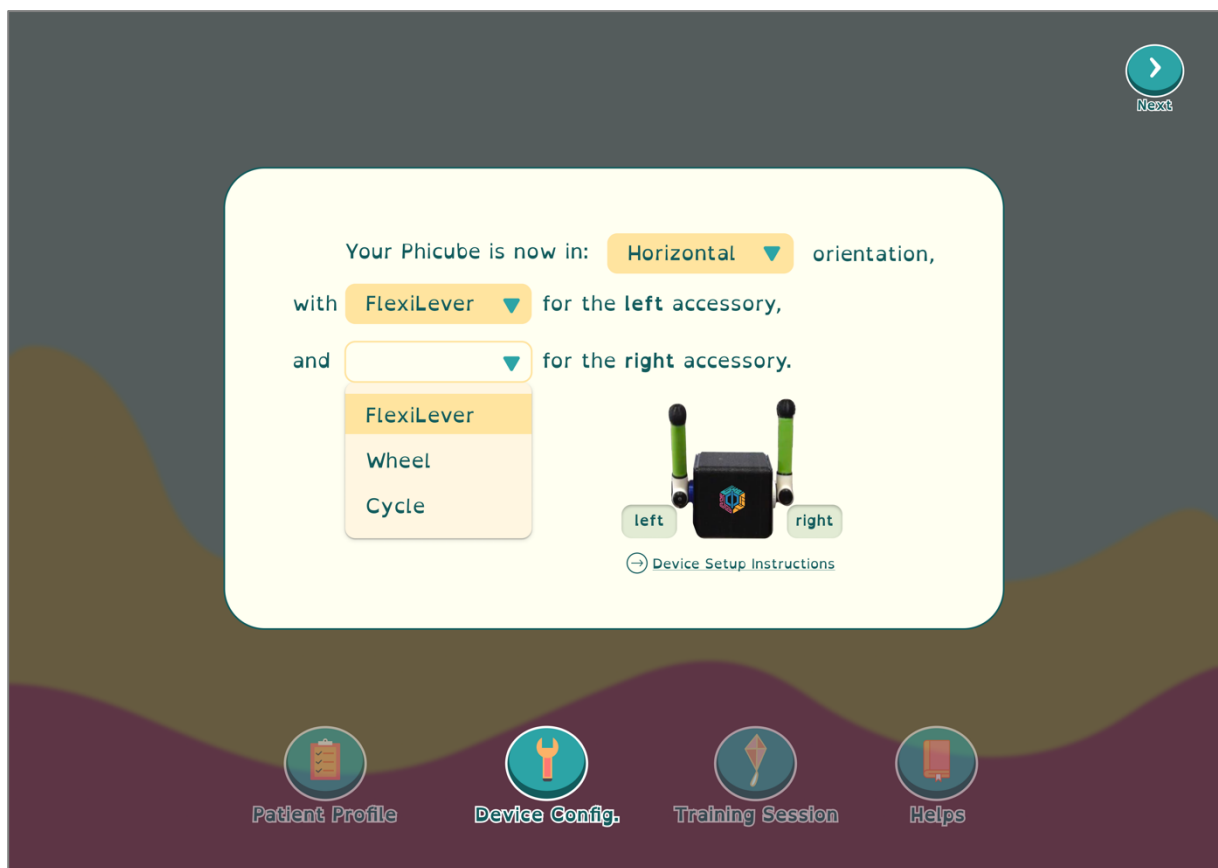 Next
Your Phicube is now in: Horizontal orientation,
with FlexiLever for the left accessory,
and for the right accessory.
FlexiLever
Wheel
Cycle
left right
Device Setup Instructions
Patient Profile Device Config. Training Session Helps